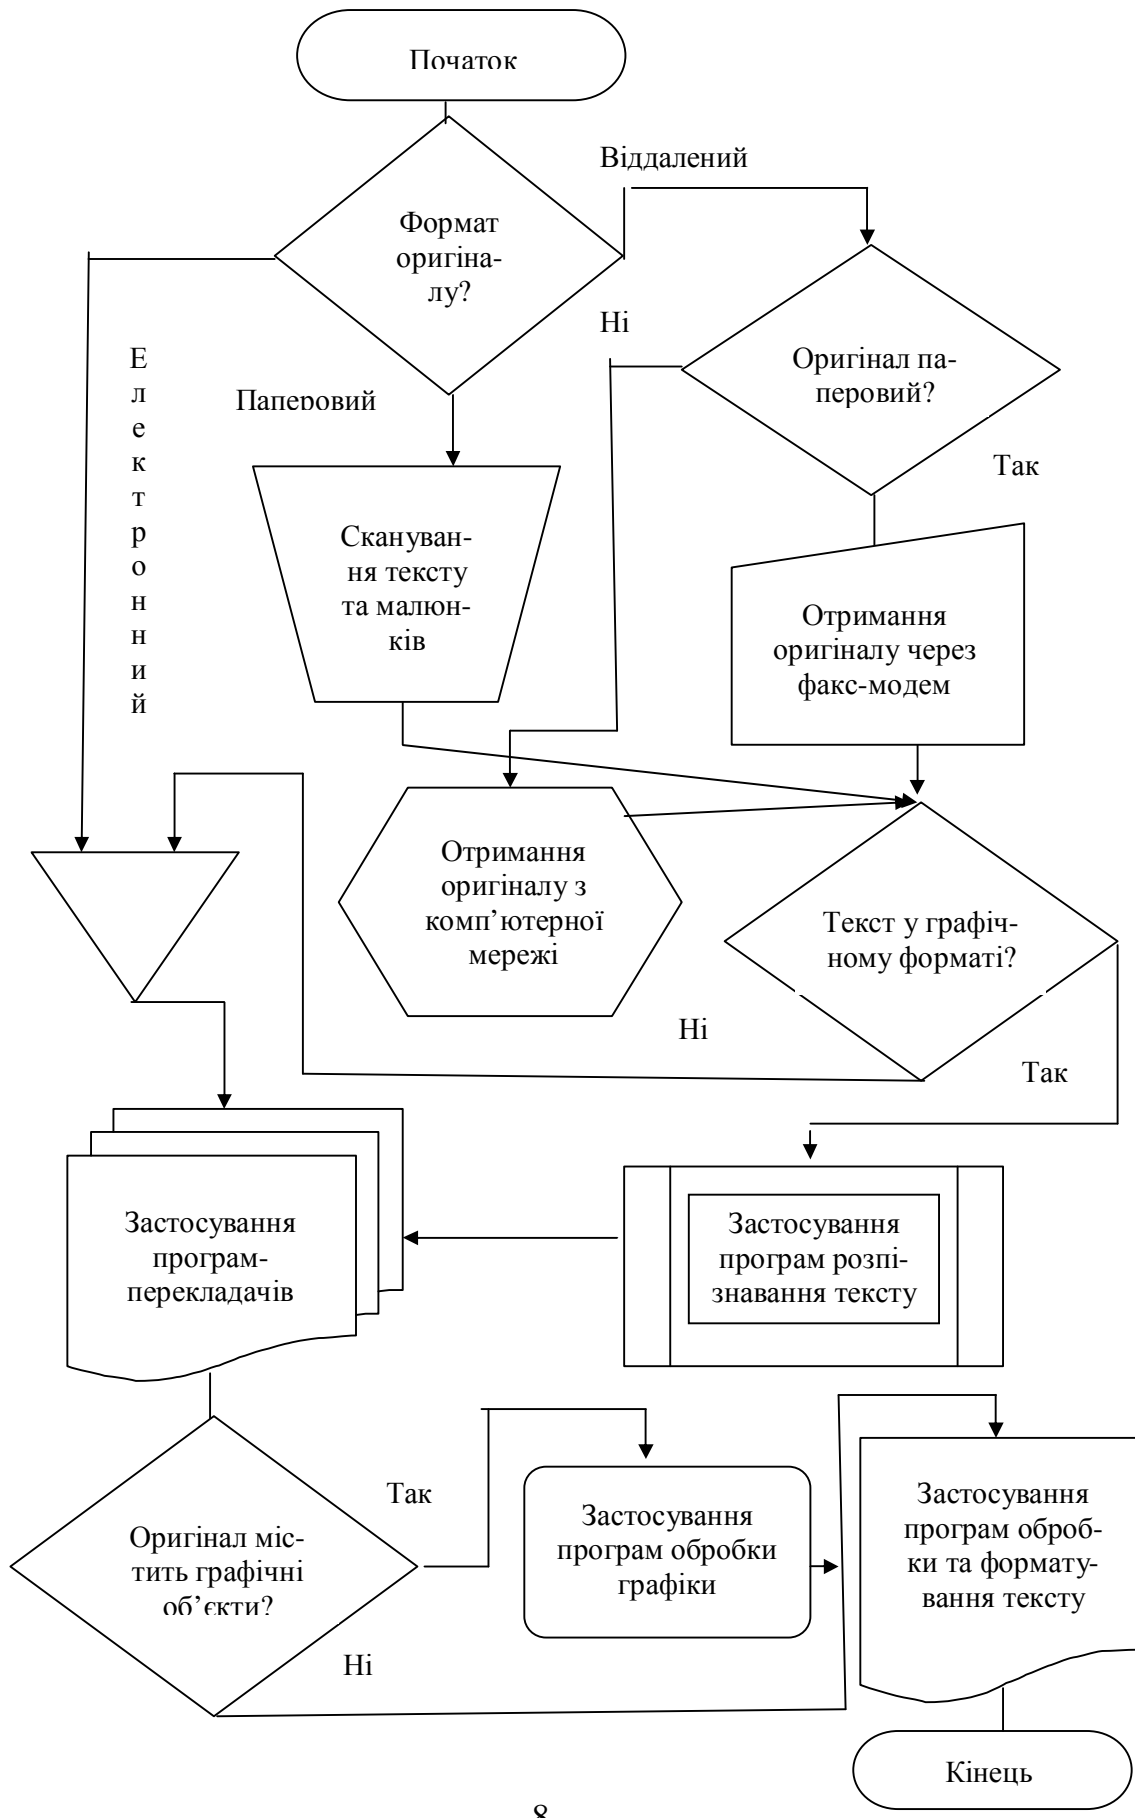 Початок
Віддалений
Формат
оригіна-
лу?
Ні
Оригінал па-
перовий?
Електронний
Паперовий
Так
Скануван-
ня тексту
та малюн-
ків
Отримання
оригіналу через
факс-модем
Отримання
оригіналу з
комп’ютерної
мережі
Текст у графіч-
ному форматі?
Ні
Так
Застосування
програм-
перекладачів
Застосування
програм розпі-
знавання тексту
Так
Оригінал міс-
тить графічні
об’єкти?
Застосування
програм обробки
графіки
Застосування
програм оброб-
ки та формату-
вання тексту
Ні
Кінець
8